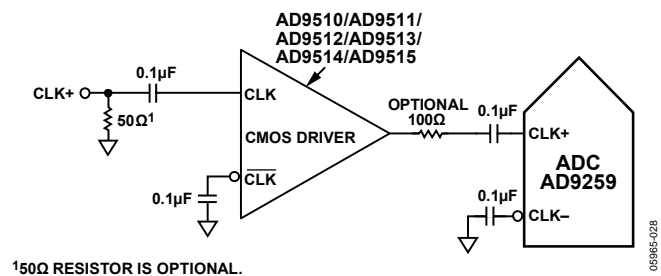 AD9510/AD9511/
AD9512/AD9513/
AD9514/AD9515
0.1µF
CLK+
50Ω¹
CLK
CMOS DRIVER
0.1µF
C̅L̅K̅
OPTIONAL
100Ω
0.1µF
CLK+
ADC
AD9259
0.1µF
CLK–
¹50Ω RESISTOR IS OPTIONAL.
05965-028